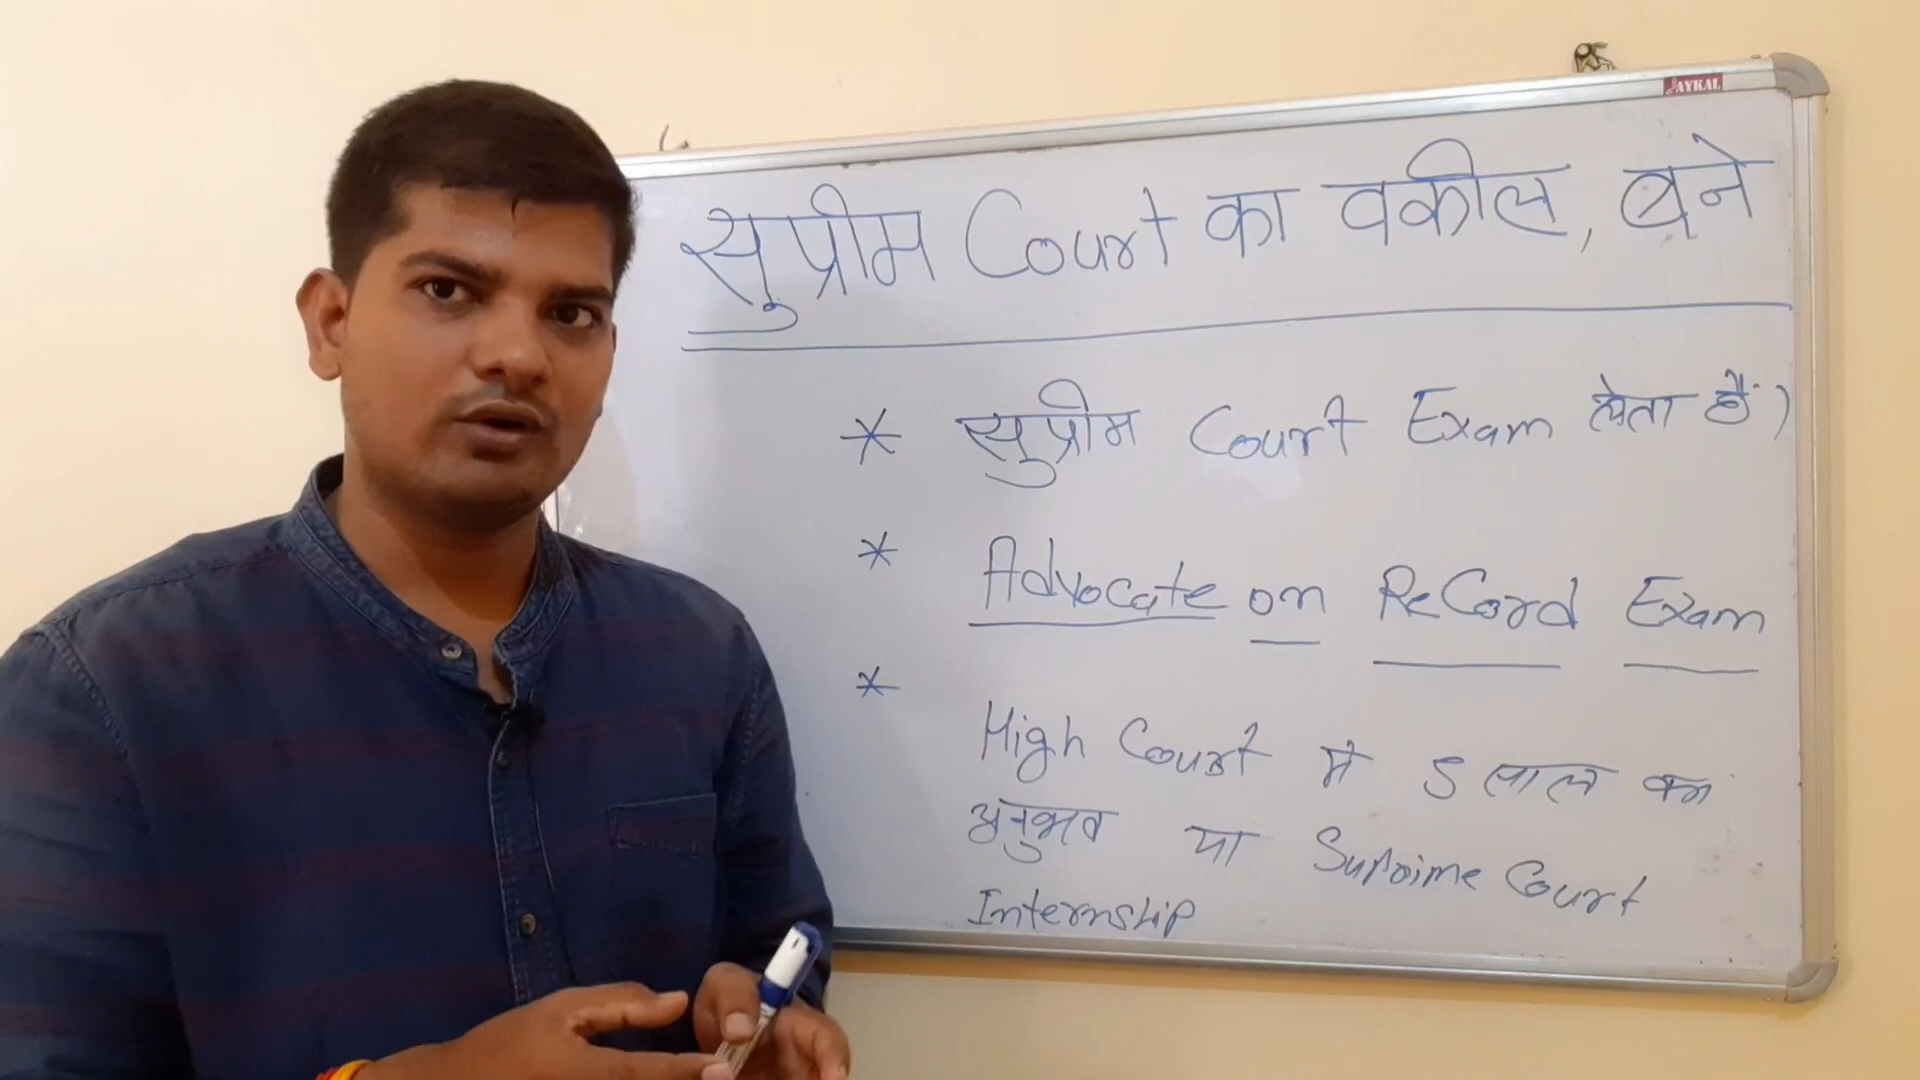 JAYKAL
सुप्रीम Court का वकील, बने
* सुप्रीम Court Exam लेता है।
* Advocate on ReCord Exam
* High Court मे 5 साल का
अनुभव या Suprime Court
Internship